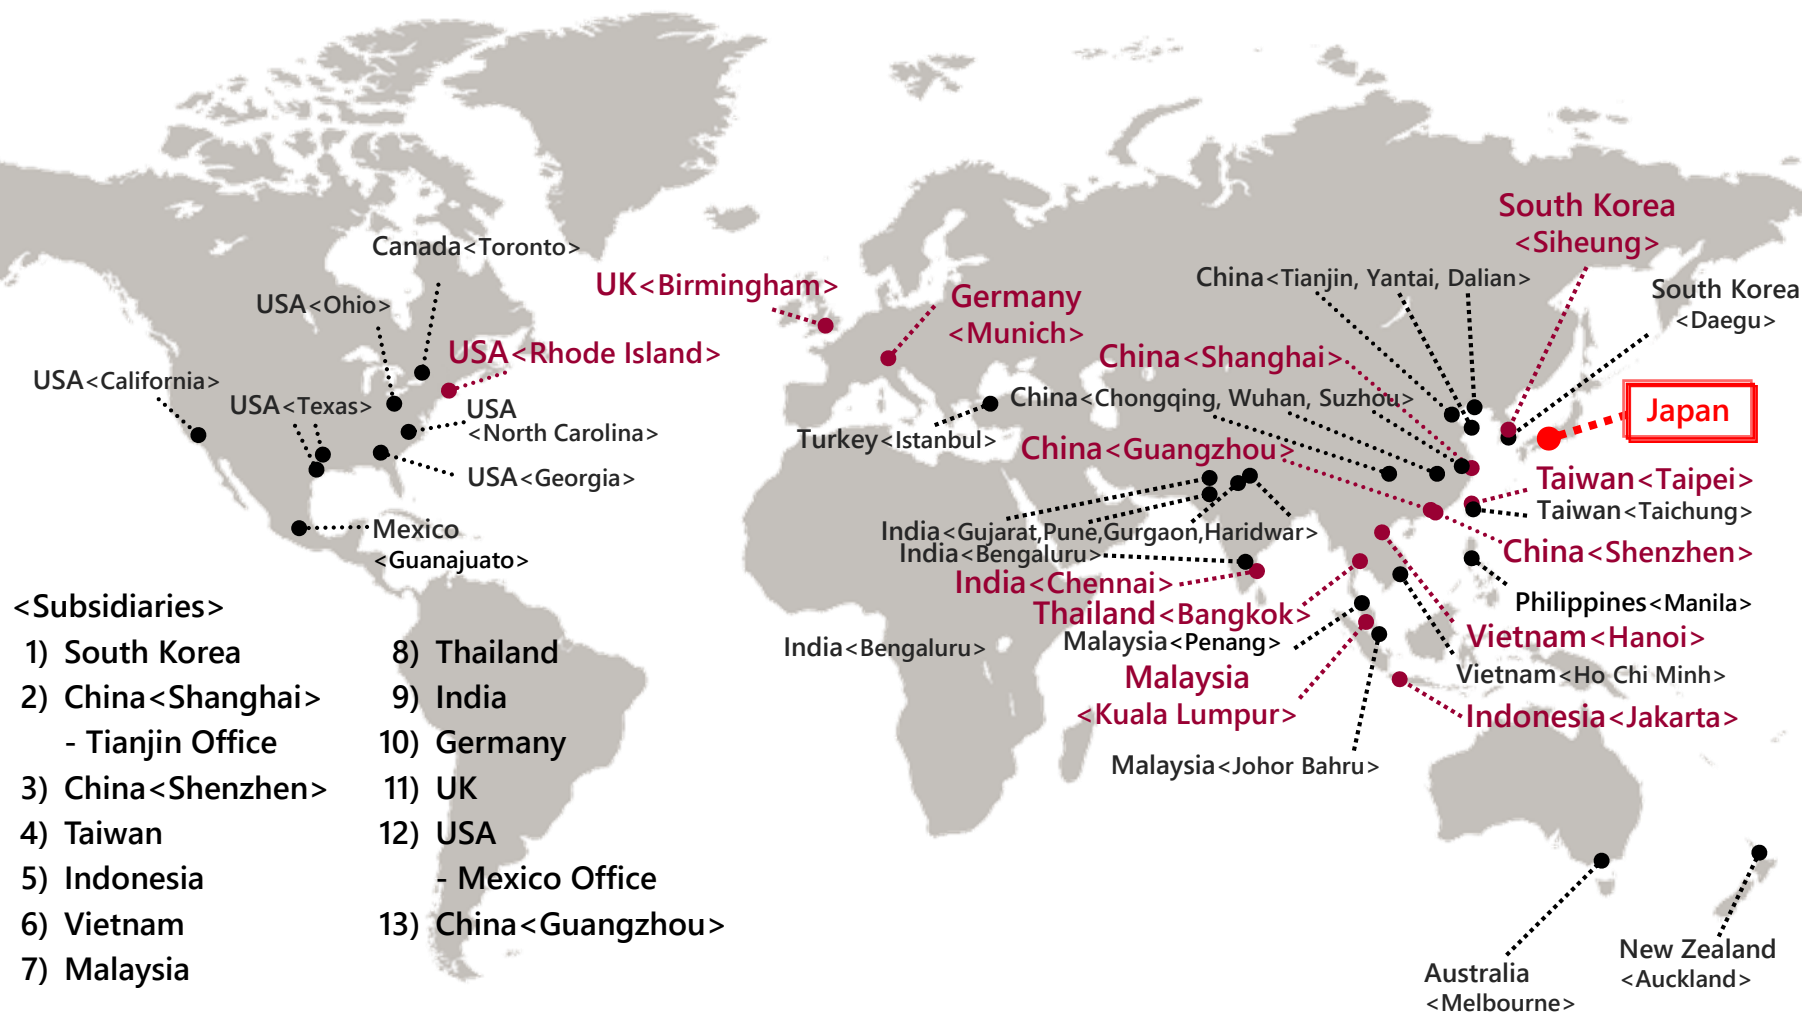 Canada<Toronto>
USA<Ohio>
USA<Rhode Island>
USA<California>
USA<Texas>
USA
<North Carolina>
USA<Georgia>
Mexico
<Guanajuato>
UK<Birmingham>
Germany
<Munich>
Turkey<Istanbul>
South Korea
<Siheung>
China<Tianjin, Yantai, Dalian>
South Korea
<Daegu>
China<Shanghai>
China<Chongqing, Wuhan, Suzhou>
Japan
China<Guangzhou>
Taiwan<Taipei>
Taiwan<Taichung>
India<Gujarat,Pune,Gurgaon,Haridwar>
India<Bengaluru>
China<Shenzhen>
India<Chennai>
Thailand<Bangkok>
Philippines<Manila>
India<Bengaluru>
Malaysia<Penang>
Vietnam<Hanoi>
Malaysia
<Kuala Lumpur>
Vietnam<Ho Chi Minh>
Indonesia<Jakarta>
Malaysia<Johor Bahru>
Australia
<Melbourne>
New Zealand
<Auckland>
<Subsidiaries>
1) South Korea
2) China<Shanghai>
- Tianjin Office
3) China<Shenzhen>
4) Taiwan
5) Indonesia
6) Vietnam
7) Malaysia
8) Thailand
9) India
10) Germany
11) UK
12) USA
- Mexico Office
13) China<Guangzhou>